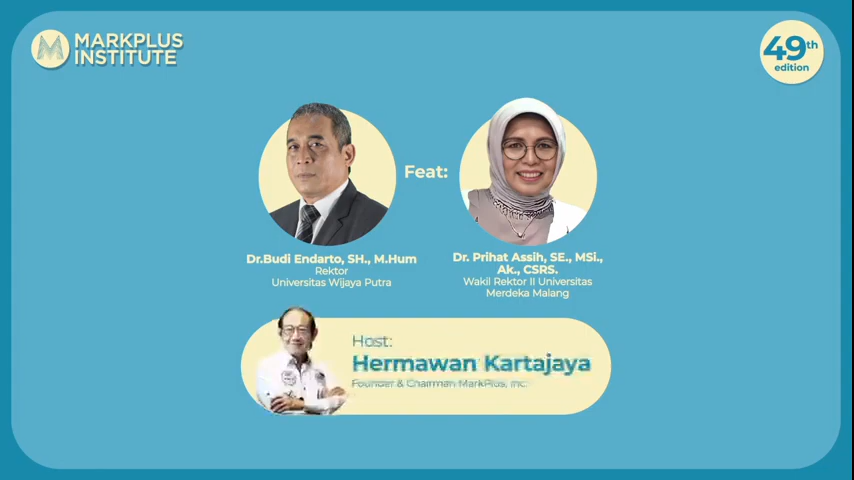 MARKPLUS
INSTITUTE
49th
edition
Feat:
Dr.Budi Endarto, SH., M.Hum
Rektor
Universitas Wijaya Putra
Dr. Prihat Assih, SE., MSi.,
Ak., CSRS.
Wakil Rektor II Universitas
Merdeka Malang
Host:
Hermawan Kartajaya
Founder & Chairman MarkPlus, Inc.